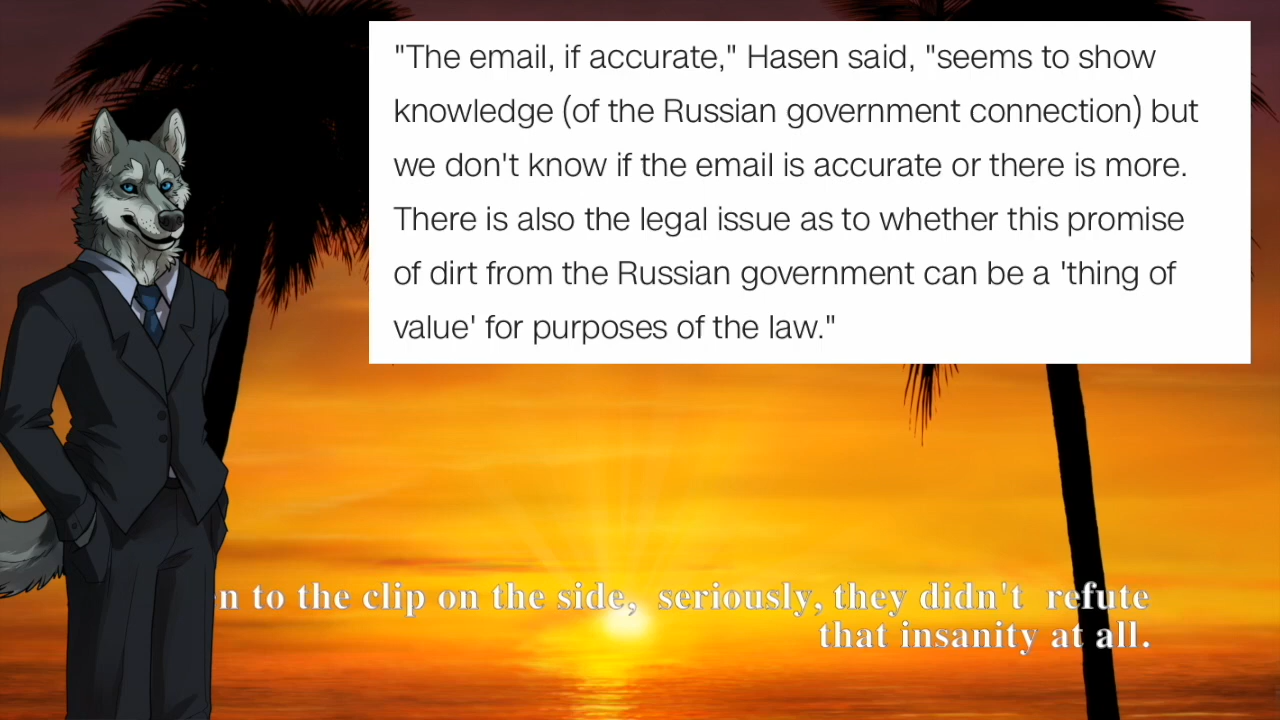 "The email, if accurate," Hasen said, "seems to show
knowledge (of the Russian government connection) but
we don't know if the email is accurate or there is more.
There is also the legal issue as to whether this promise
of dirt from the Russian government can be a 'thing of
value' for purposes of the law."
to the clip on the side, seriously, they didn't refute
that insanity at all.